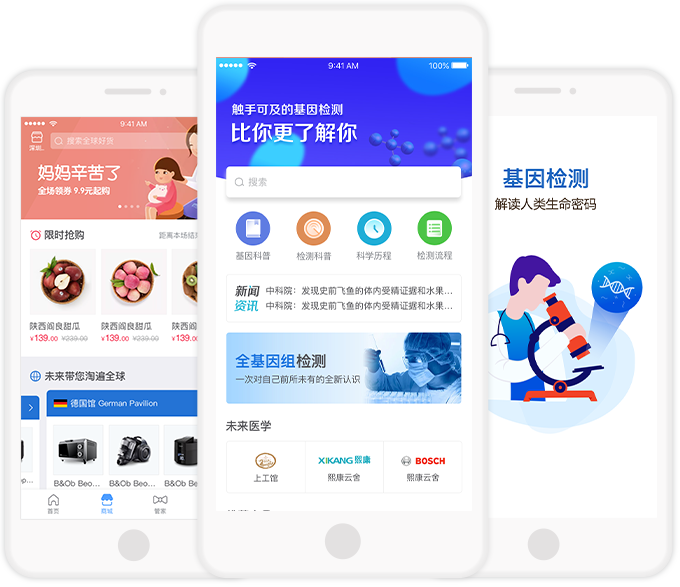 9:41 AM
深圳
搜索全球好货
妈妈辛苦了
全场领券 9.9元起购
限时抢购
距离本场结
陕西阎良甜瓜
陕西阎良甜瓜
陕西阎
¥139.00 ¥239.00
¥139.00 ¥239.00
¥139.
未来带您淘遍全球
德国馆 German Pavilion
B&Ob Beo...
B&Ob Beo...
B&Ob Beo
首页
商城
管家
9:41 AM
100%
触手可及的基因检测
比你更了解你
搜索
基因科普
检测科普
科学历程
检测流程
新闻
资讯
中科院：发现史前飞鱼的体内受精证据和水果...
中科院：发现史前飞鱼的体内受精证据和水果...
全基因组检测
一次对自己前所未有的全新认识
未来医学
上工馆
XIKANG 熙康
熙康云舍
BOSCH
熙康云舍
基因检测
解读人类生命密码